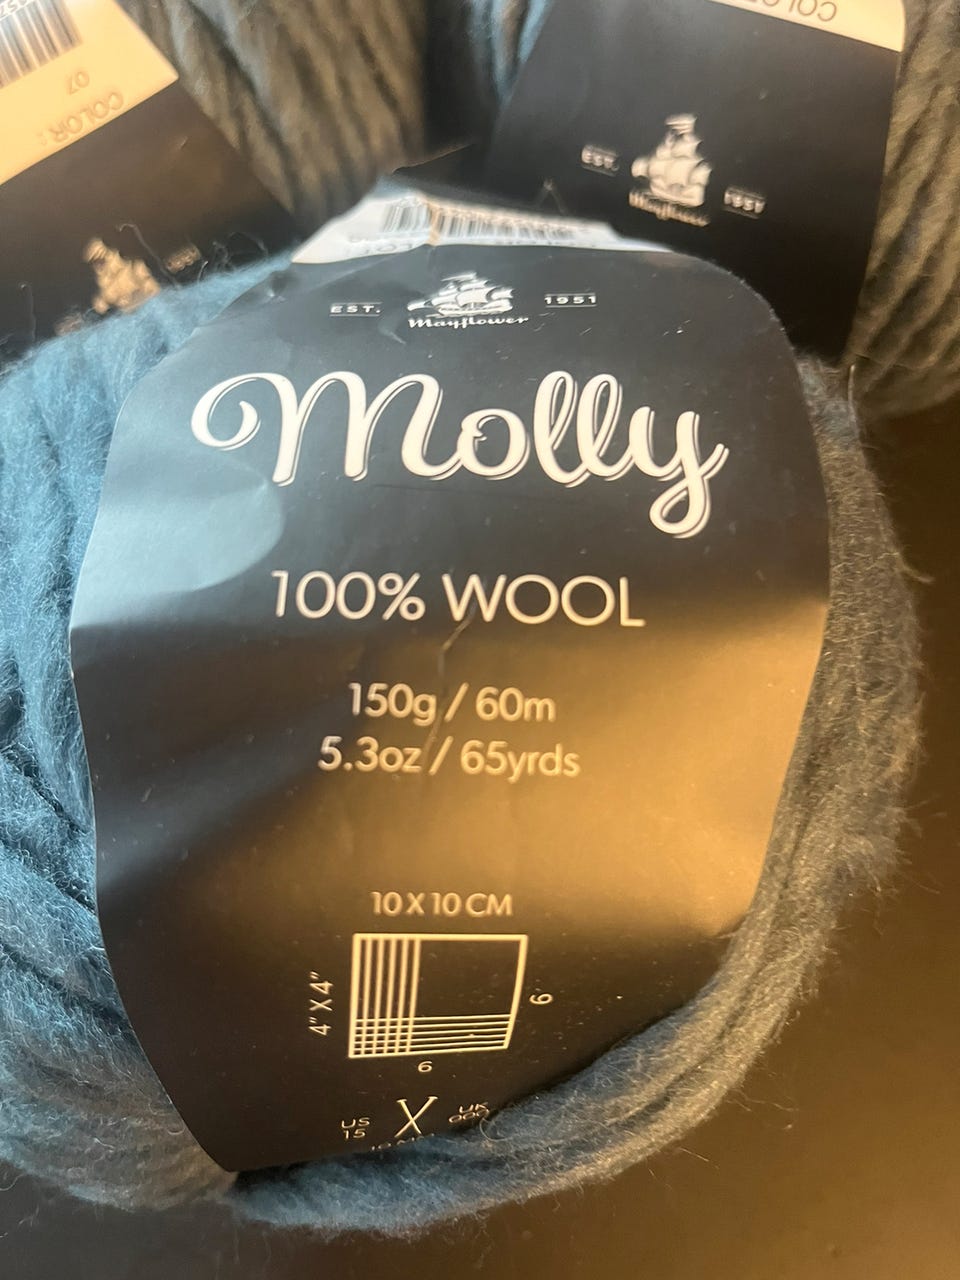 COLOR:
07
EST.
1951
Mayflower
EST. 1951
Mayflower
Molly
100% WOOL
150g / 60m
5.3oz / 65yrds
10 X 10 CM
4" X 4"
6
6
US
15
UK
000